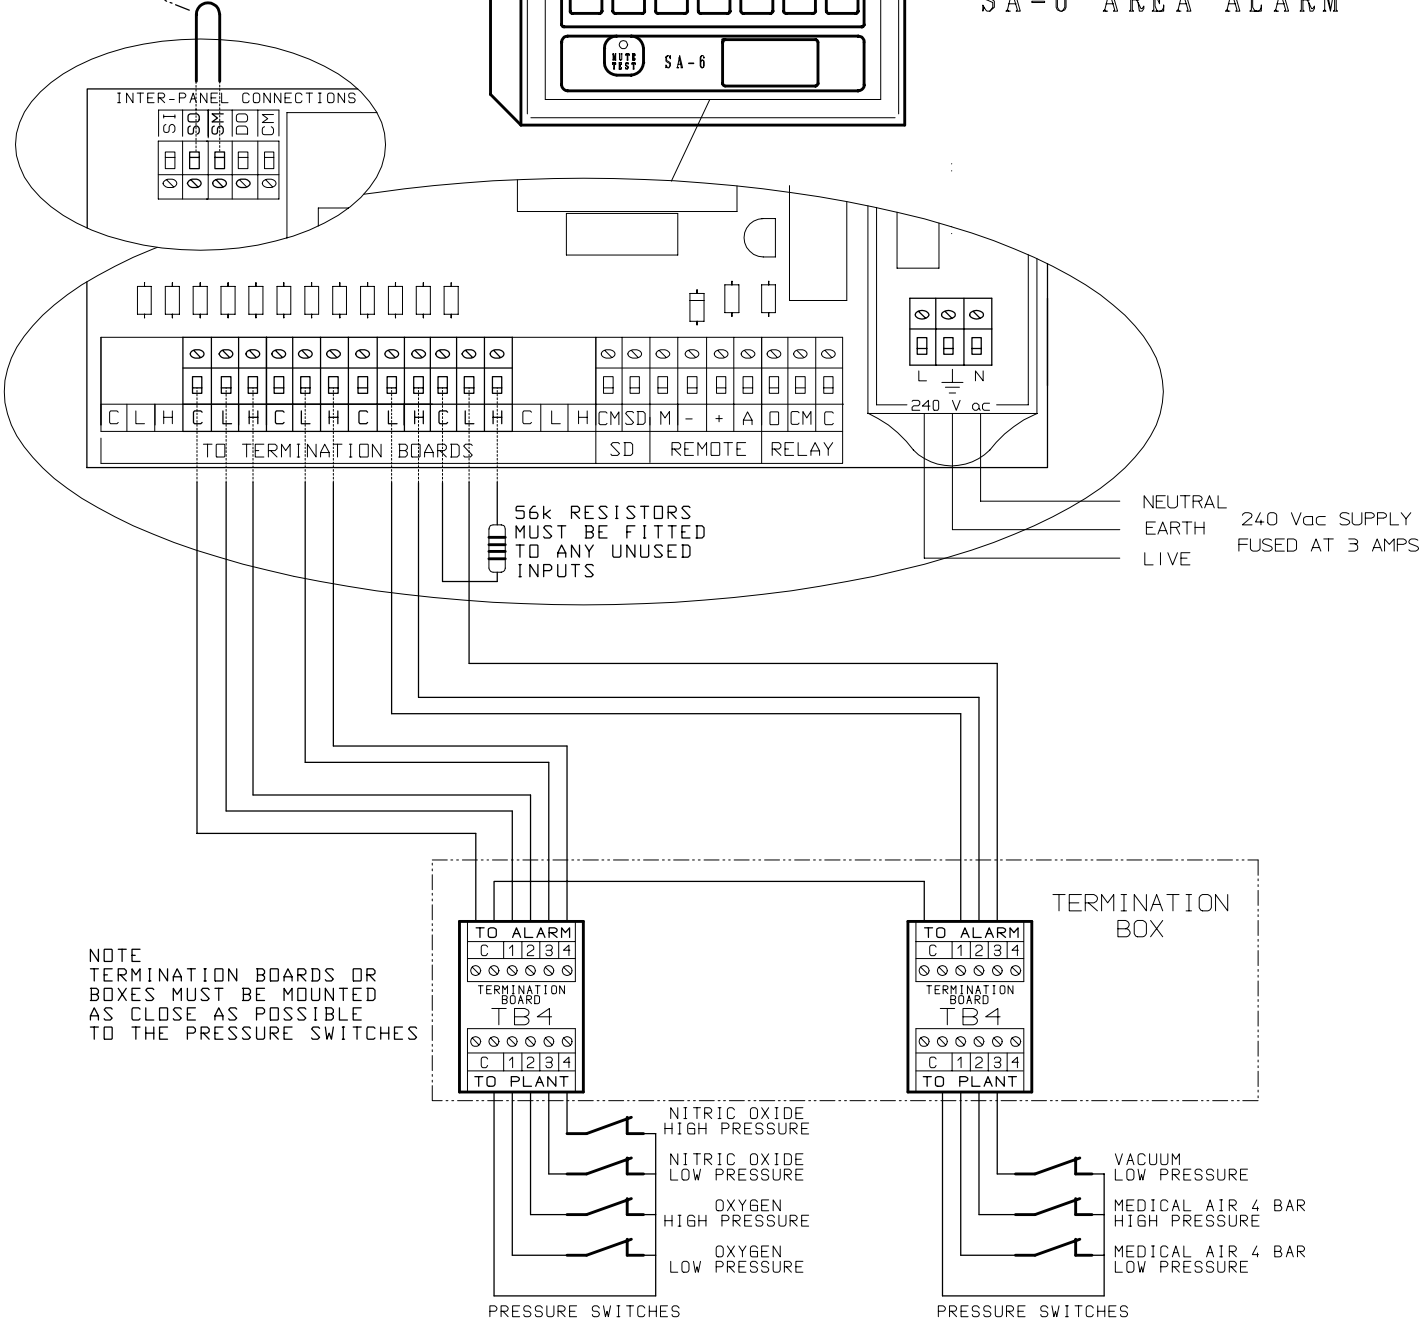 SA-6 AREA ALARM
MUTE
TEST
SA-6
INTER-PANEL CONNECTIONS
SI SO SM DO CM
L N
240 V ac
C L H C L H C L H C L H C L H C L H CM SD M - + A O CM C
TO TERMINATION BOARDS SD REMOTE RELAY
56k RESISTORS
MUST BE FITTED
TO ANY UNUSED
INPUTS
NEUTRAL
EARTH
LIVE
240 Vac SUPPLY
FUSED AT 3 AMPS
TERMINATION
BOX
NOTE
TERMINATION BOARDS OR
BOXES MUST BE MOUNTED
AS CLOSE AS POSSIBLE
TO THE PRESSURE SWITCHES
TO ALARM
C 1 2 3 4
TERMINATION
BOARD
TB4
C 1 2 3 4
TO PLANT
TO ALARM
C 1 2 3 4
TERMINATION
BOARD
TB4
C 1 2 3 4
TO PLANT
NITRIC OXIDE
HIGH PRESSURE
NITRIC OXIDE
LOW PRESSURE
OXYGEN
HIGH PRESSURE
OXYGEN
LOW PRESSURE
PRESSURE SWITCHES
VACUUM
LOW PRESSURE
MEDICAL AIR 4 BAR
HIGH PRESSURE
MEDICAL AIR 4 BAR
LOW PRESSURE
PRESSURE SWITCHES